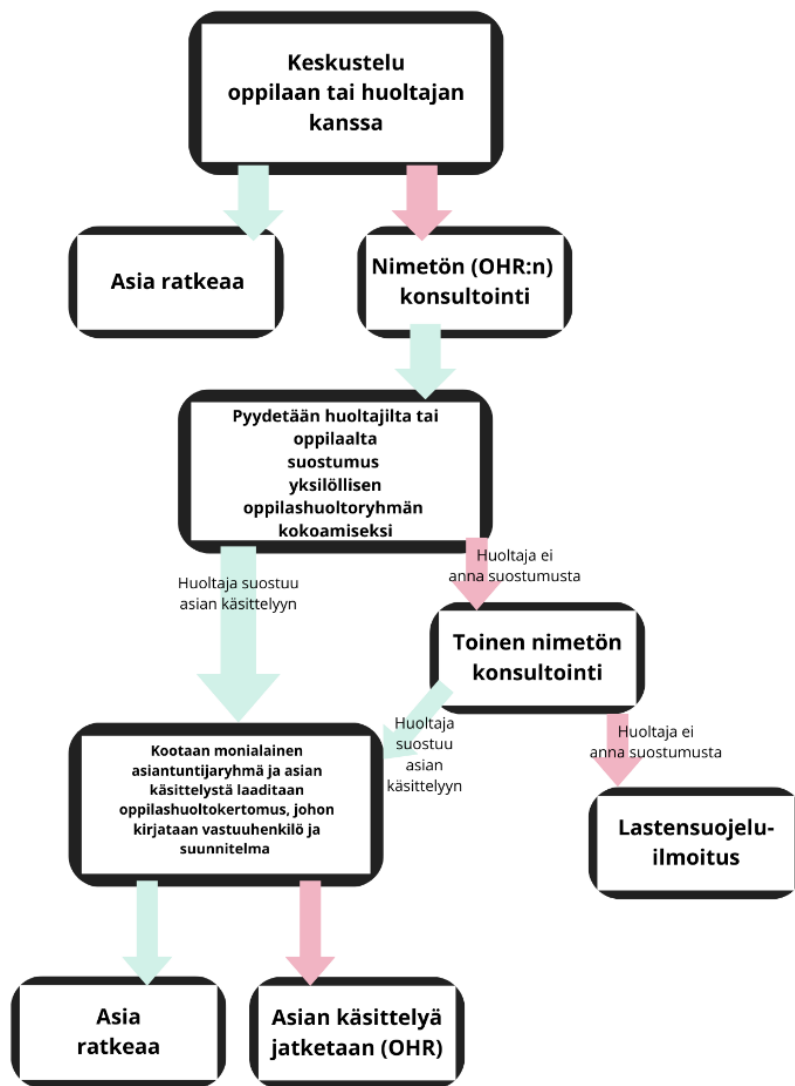 Keskustelu
oppilaan tai huoltajan
kanssa
Asia ratkeaa
Nimetön (OHR:n)
konsultointi
Pyydetään huoltajilta tai
oppilaalta
suostumus
yksilöllisen
oppilashuoltoryhmän
kokoamiseksi
Huoltaja suostuu
asian käsittelyyn
Huoltaja ei
anna suostumusta
Toinen nimetön
konsultointi
Huoltaja
suostuu
asian
käsittelyyn
Huoltaja ei
anna suostumusta
Kootaan monialainen
asiantuntijaryhmä ja asian
käsittelystä laaditaan
oppilashuoltokertomus, johon
kirjataan vastuuhenkilö ja
suunnitelma
Lastensuojelu-
ilmoitus
Asia
ratkeaa
Asian käsittelyä
jatketaan (OHR)